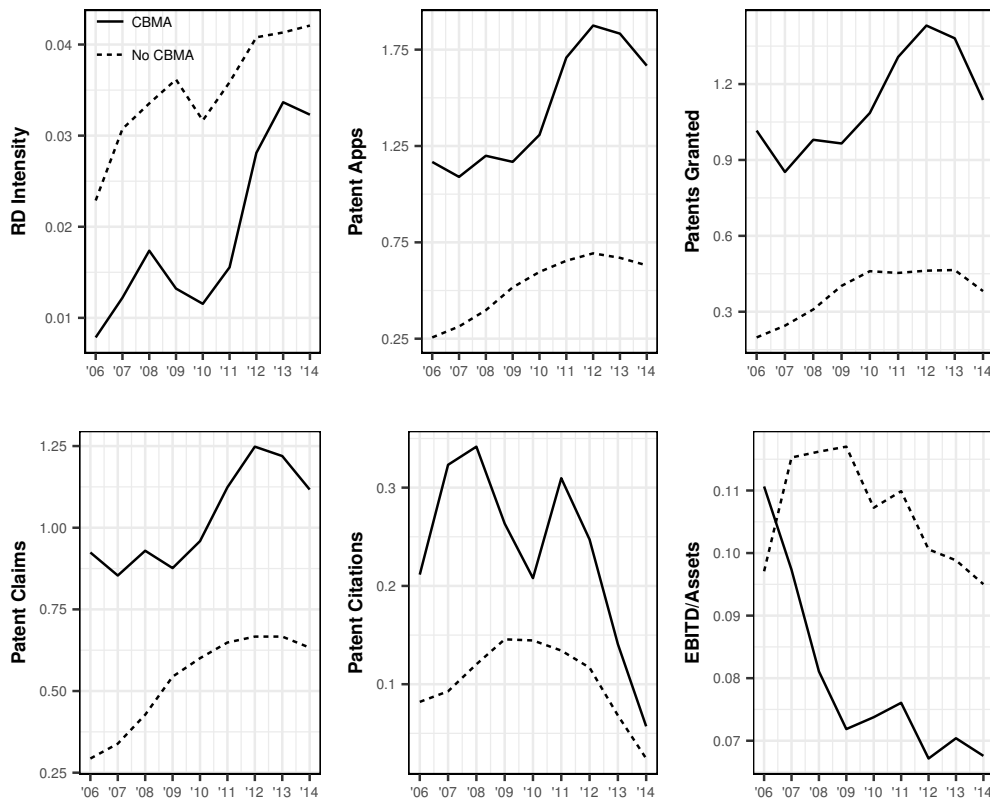 CBMA
No CBMA
RD Intensity
0.04
0.03
0.02
0.01
'06 '07 '08 '09 '10 '11 '12 '13 '14
Patent Apps
1.75
1.25
0.75
0.25
'06 '07 '08 '09 '10 '11 '12 '13 '14
Patents Granted
1.2
0.9
0.6
0.3
'06 '07 '08 '09 '10 '11 '12 '13 '14
Patent Claims
1.25
1.00
0.75
0.50
0.25
'06 '07 '08 '09 '10 '11 '12 '13 '14
Patent Citations
0.3
0.2
0.1
'06 '07 '08 '09 '10 '11 '12 '13 '14
EBITD/Assets
0.11
0.10
0.09
0.08
0.07
'06 '07 '08 '09 '10 '11 '12 '13 '14